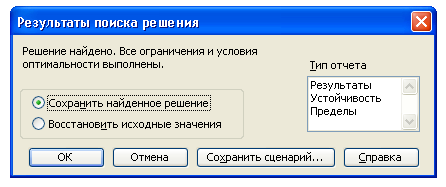 Результаты поиска решения
Решение найдено. Все ограничения и условия
оптимальности выполнены.
Тип отчета
Результаты
Устойчивость
Пределы
Сохранить найденное решение
Восстановить исходные значения
ОК
Отмена
Сохранить сценарий...
Справка